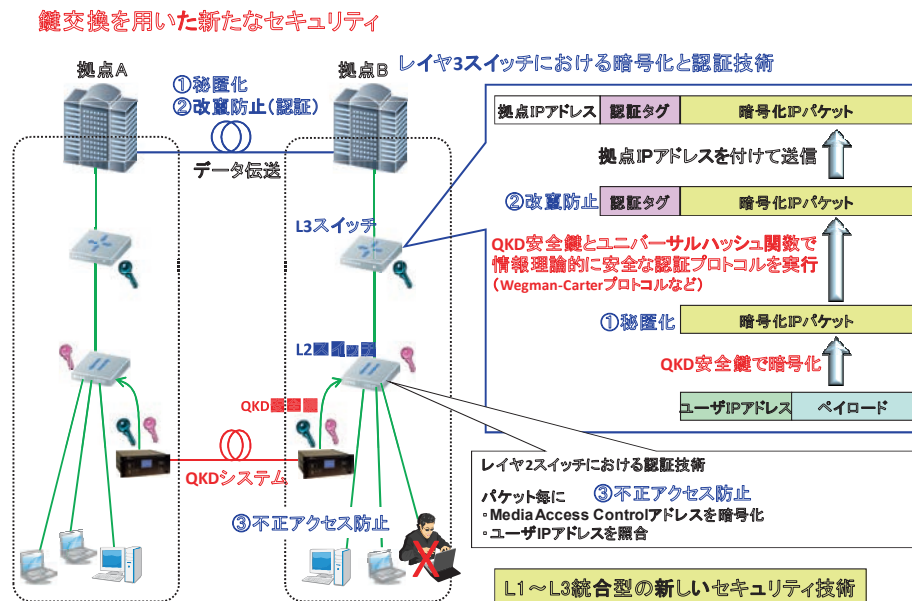 鍵交換を用いた新たなセキュリティ
拠点A
拠点B
①秘匿化
②改竄防止(認証)
データ伝送
L3スイッチ
L2
QKD
QKDシステム
③不正アクセス防止
レイヤ3スイッチにおける暗号化と認証技術
拠点IPアドレス 認証タグ 暗号化IPパケット
拠点IPアドレスを付けて送信
②改竄防止 認証タグ 暗号化IPパケット
QKD安全鍵とユニバーサルハッシュ関数で
情報理論的に安全な認証プロトコルを実行
(Wegman-Carterプロトコルなど)
①秘匿化 暗号化IPパケット
QKD安全鍵で暗号化
ユーザIPアドレス ペイロード
レイヤ2スイッチにおける認証技術
パケット毎に ③不正アクセス防止
・Media Access Controlアドレスを暗号化
・ユーザIPアドレスを照合
L1～L3統合型の新しいセキュリティ技術